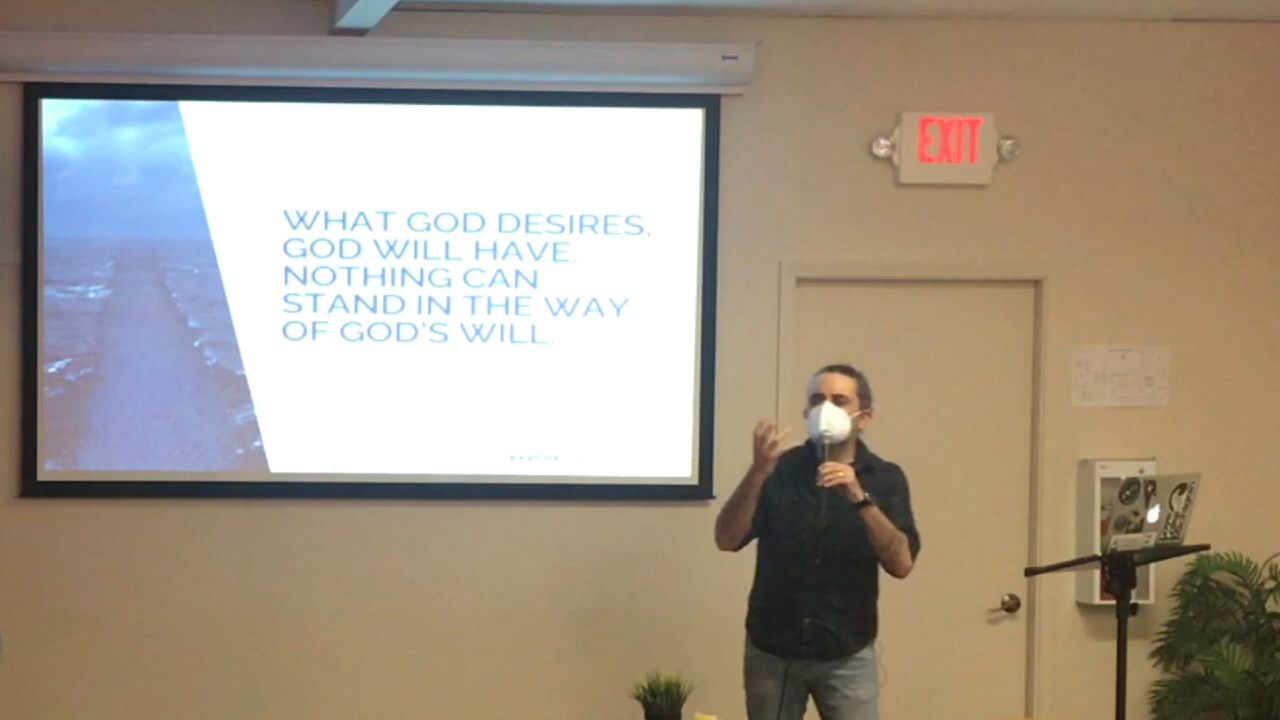 WHAT GOD DESIRES,
GOD WILL HAVE.
NOTHING CAN
STAND IN THE WAY
OF GOD'S WILL.
EXIT